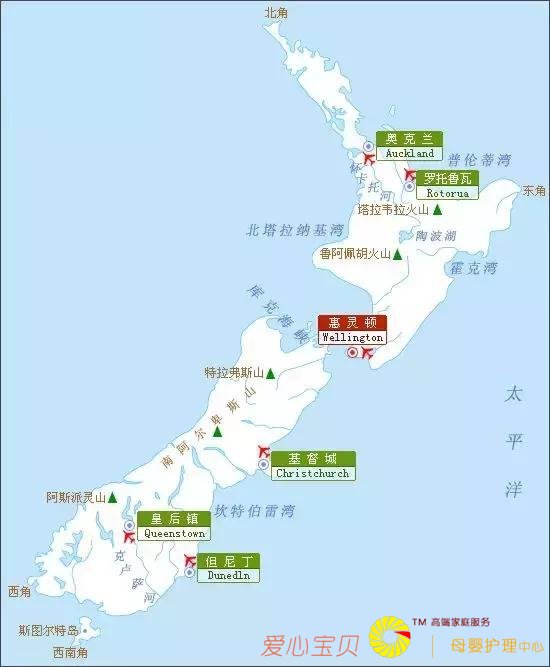 北角
奥克兰
Auckland
普伦蒂湾
怀卡托河
罗托鲁瓦
Rotorua
东角
塔拉韦拉火山
北塔拉纳基湾
陶波湖
鲁阿佩胡火山
霍克湾
库克海峡
惠灵顿
Wellington
特拉弗斯山
太平洋
南阿尔卑斯山
基督城
Christchurch
阿斯派灵山
坎特伯雷湾
皇后镇
Queenstown
克卢萨河
但尼丁
Dunedln
西角
斯图尔特岛
西南角
爱心宝贝
TM 高端家庭服务
母婴护理中心